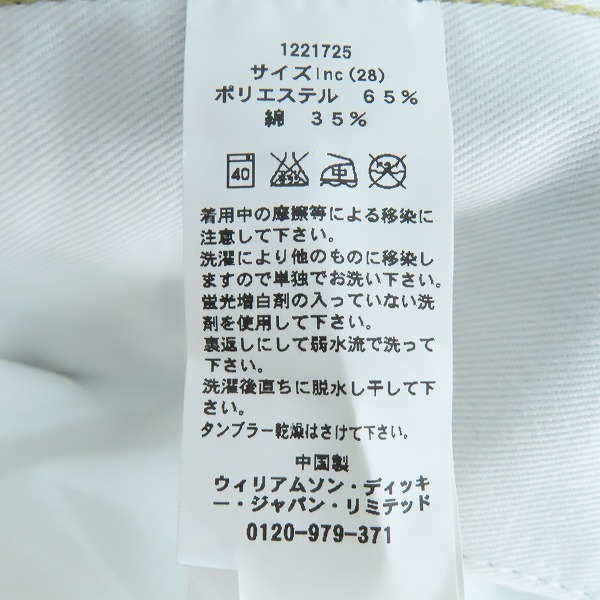 1221725
サイズInc(28)
ポリエステル 65%
綿 35%
40 エンソサラシ 中
着用中の摩擦等による移染に
注意して下さい。
洗濯により他のものに移染し
ますので単独でお洗い下さい。
蛍光増白剤の入っていない洗
剤を使用して下さい。
裏返しにして弱水流で洗って
下さい。
洗濯後直ちに脱水し干して下
さい。
タンブラー乾燥はさけて下さい。
中国製
ウィリアムソン・ディッキ
ー・ジャパン・リミテッド
0120-979-371